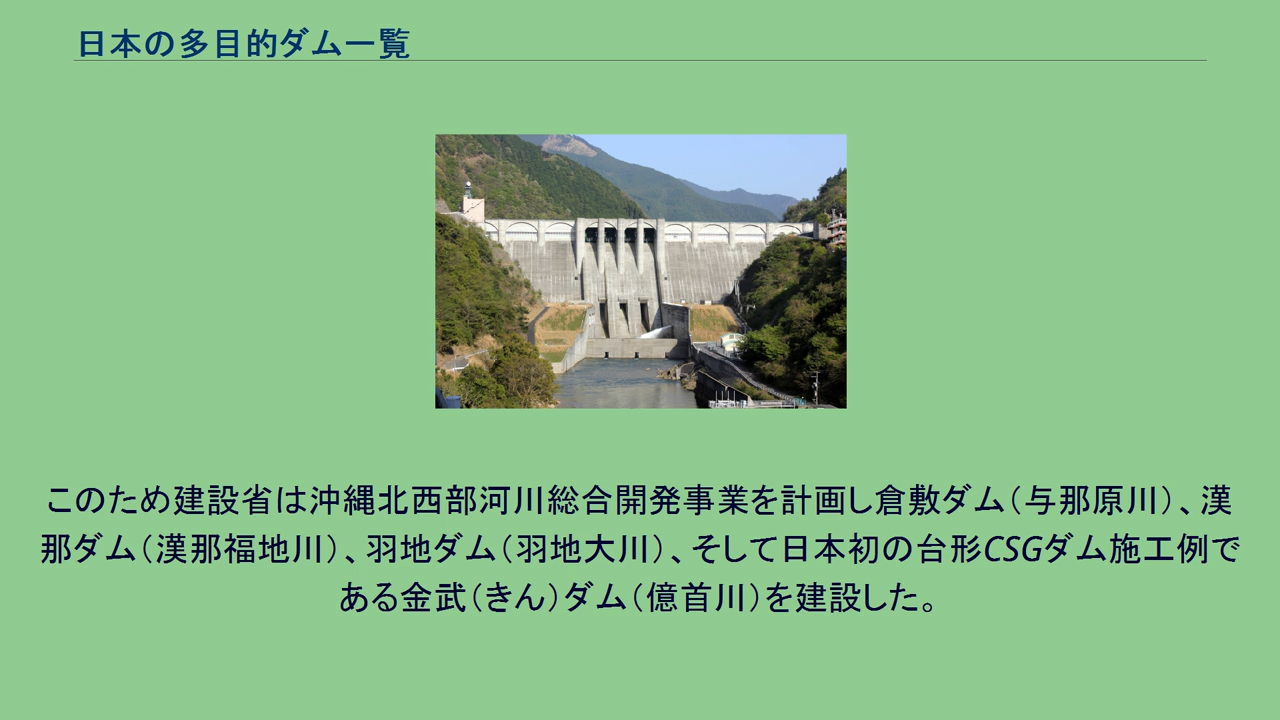 日本の多目的ダム一覧
このため建設省は沖縄北西部河川総合開発事業を計画し倉敷ダム（与那原川）、漢
那ダム（漢那福地川）、羽地ダム（羽地大川）、そして日本初の台形CSGダム施工例で
ある金武（きん）ダム（億首川）を建設した。